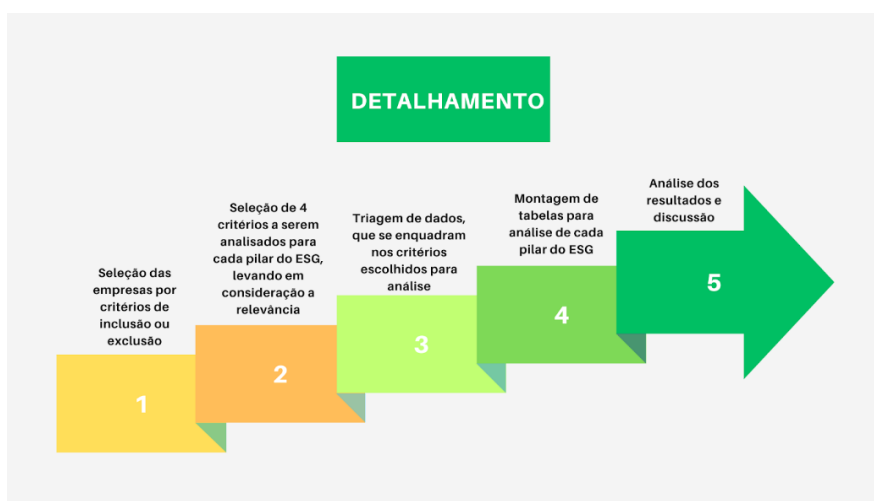 DETALHAMENTO
Seleção das
empresas por
critérios de
inclusão ou
exclusão
1
Seleção de 4
critérios a serem
analisados para
cada pilar do ESG,
levando em
consideração a
relevância
2
Triagem de dados,
que se enquadram
nos critérios
escolhidos para
análise
3
Montagem de
tabelas para
análise de cada
pilar do ESG
4
Análise dos
resultados e
discussão
5